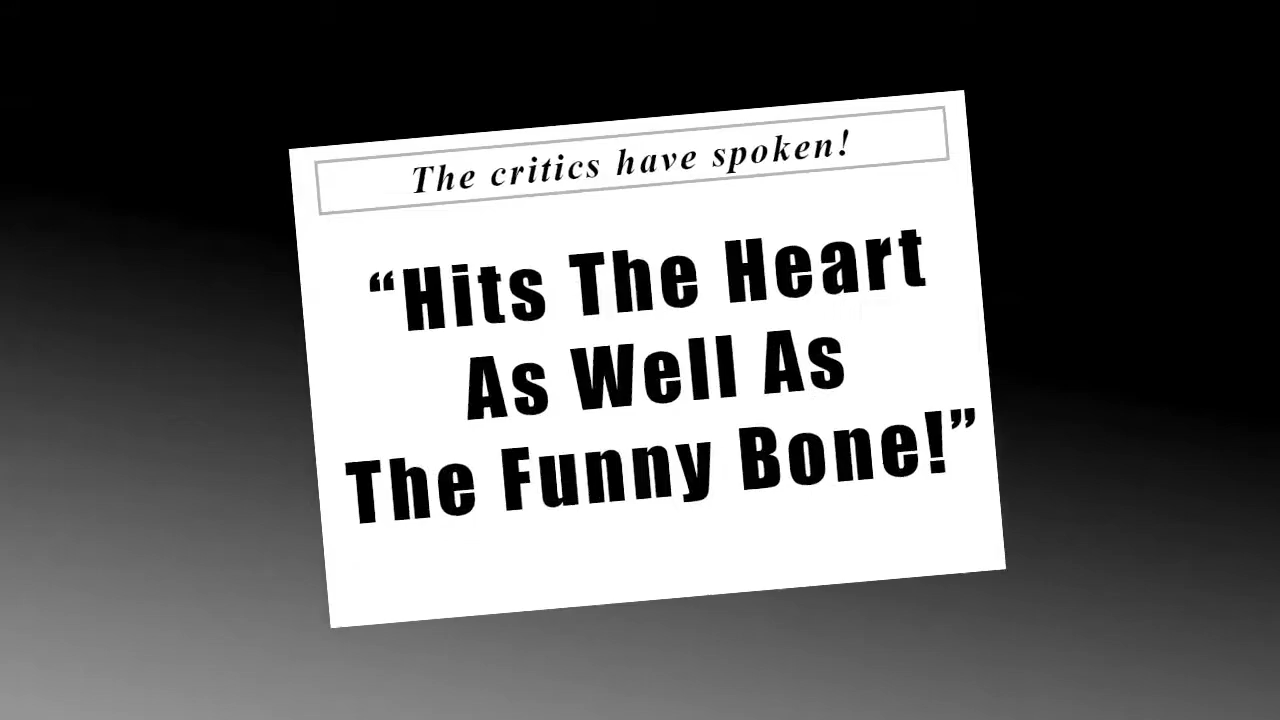 The critics have spoken!
“Hits The Heart
As Well As
The Funny Bone!”